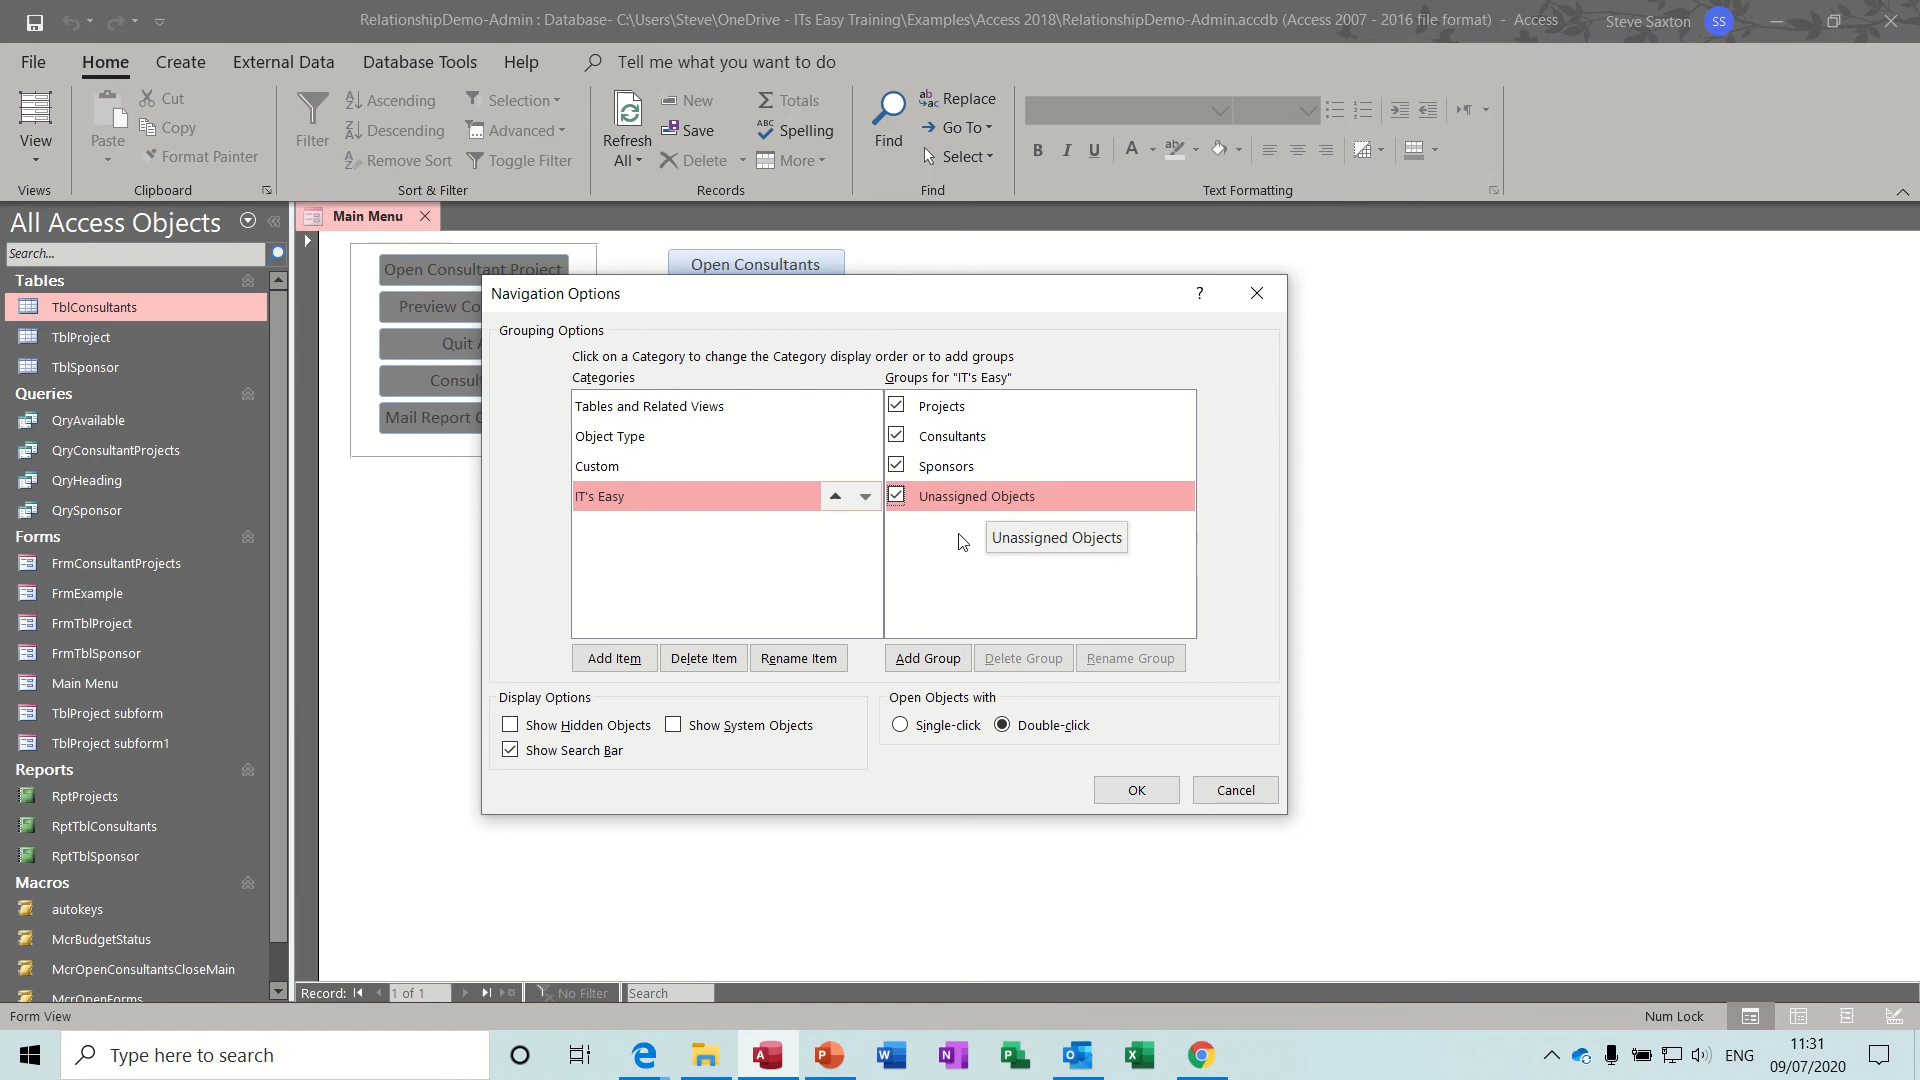 RelationshipDemo-Admin : Database- C:\Users\Steve\OneDrive - ITs Easy Training\Examples\Access 2018\RelationshipDemo-Admin.accdb (Access 2007 - 2016 file format) - Access
Steve Saxton SS
File Home Create External Data Database Tools Help Tell me what you want to do
View
Views
Paste
Cut
Copy
Format Painter
Clipboard
Filter
Ascending
Descending
Remove Sort
Selection
Advanced
Toggle Filter
Sort & Filter
Refresh
All
New
Save
Delete
Totals
Spelling
More
Records
Find
Replace
Go To
Select
Find
B I U A
Text Formatting
All Access Objects
Search...
Tables
TblConsultants
TblProject
TblSponsor
Queries
QryAvailable
QryConsultantProjects
QryHeading
QrySponsor
Forms
FrmConsultantProjects
FrmExample
FrmTblProject
FrmTblSponsor
Main Menu
TblProject subform
TblProject subform1
Reports
RptProjects
RptTblConsultants
RptTblSponsor
Macros
autokeys
McrBudgetStatus
McrOpenConsultantsCloseMain
McrOpenForms
Main Menu
Open Consultant Project
Preview Co
Quit A
Consult
Mail Report C
Open Consultants
Navigation Options
?
Grouping Options
Click on a Category to change the Category display order or to add groups
Categories
Groups for "IT's Easy"
Tables and Related Views
Object Type
Custom
IT's Easy
Projects
Consultants
Sponsors
Unassigned Objects
Unassigned Objects
Add Item Delete Item Rename Item
Add Group Delete Group Rename Group
Display Options
Show Hidden Objects Show System Objects
Show Search Bar
Open Objects with
Single-click Double-click
OK Cancel
Record: 1 of 1 No Filter Search
Form View
Num Lock
Type here to search
ENG
11:31
09/07/2020